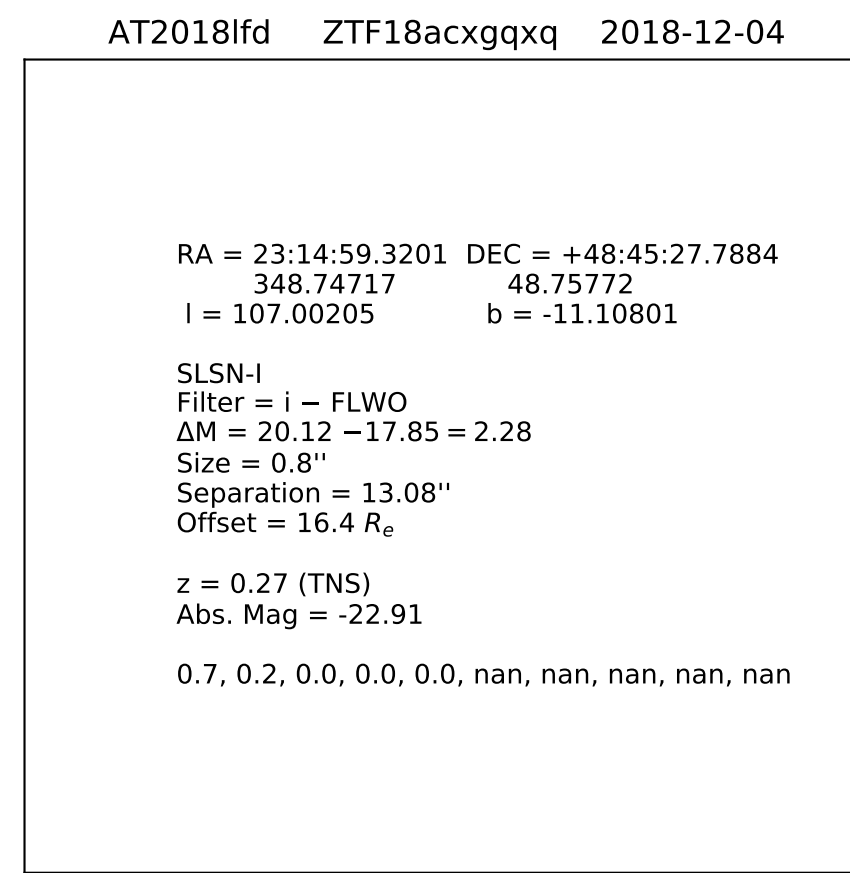 AT2018lfd ZTF18acxgqxq 2018-12-04
RA = 23:14:59.3201 DEC = +48:45:27.7884
348.74717 48.75772
l = 107.00205 b = -11.10801
SLSN-I
Filter = i − FLWO
ΔM = 20.12 −17.85 = 2.28
Size = 0.8''
Separation = 13.08''
Offset = 16.4 Rₑ
z = 0.27 (TNS)
Abs. Mag = -22.91
0.7, 0.2, 0.0, 0.0, 0.0, nan, nan, nan, nan, nan